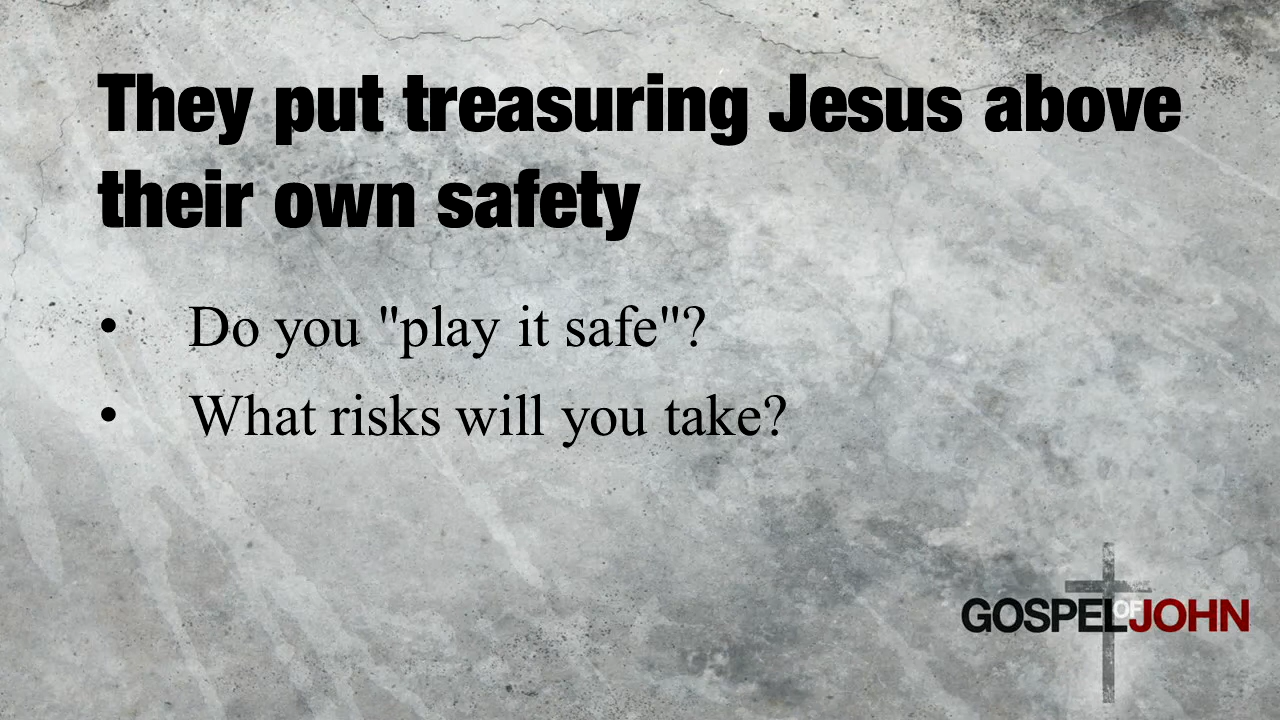 They put treasuring Jesus above
their own safety
• Do you "play it safe"?
• What risks will you take?
GOSPEL OF JOHN